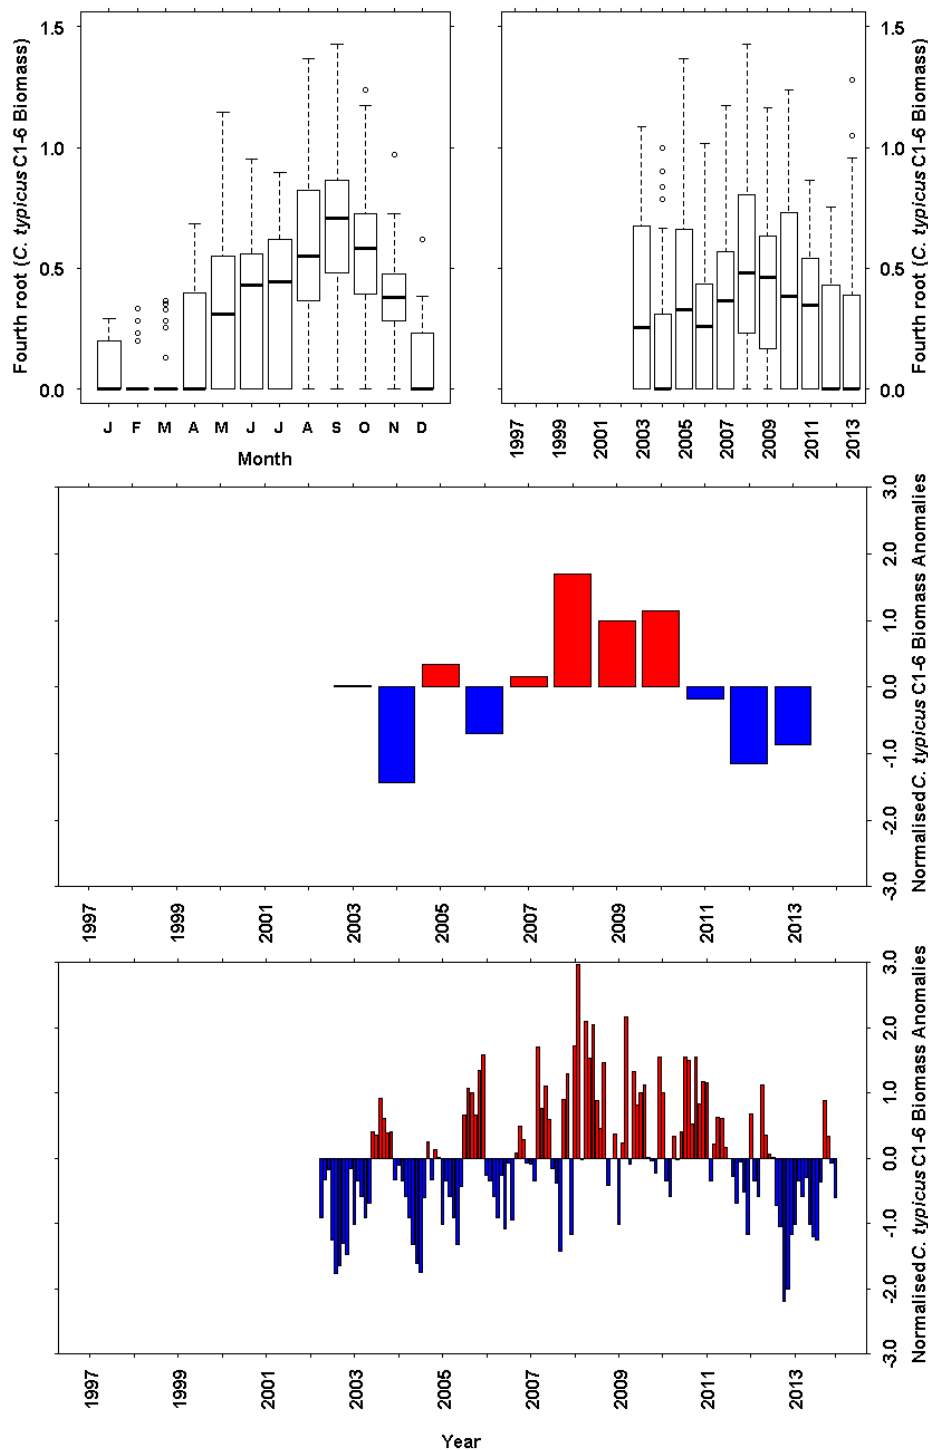 Fourth root (C. typicus C1-6 Biomass)
1.5
1.0
0.5
0.0
J F M A M J J A S O N D
Month
1997 1999 2001 2003 2005 2007 2009 2011 2013
1.5
1.0
0.5
0.0
Fourth root (C. typicus C1-6 Biomass)
3.0
2.0
1.0
0.0
-1.0
-2.0
-3.0
Normalised C. typicus C1-6 Biomass Anomalies
1997 1999 2001 2003 2005 2007 2009 2011 2013
3.0
2.0
1.0
0.0
-1.0
-2.0
-3.0
Normalised C. typicus C1-6 Biomass Anomalies
1997 1999 2001 2003 2005 2007 2009 2011 2013
Year